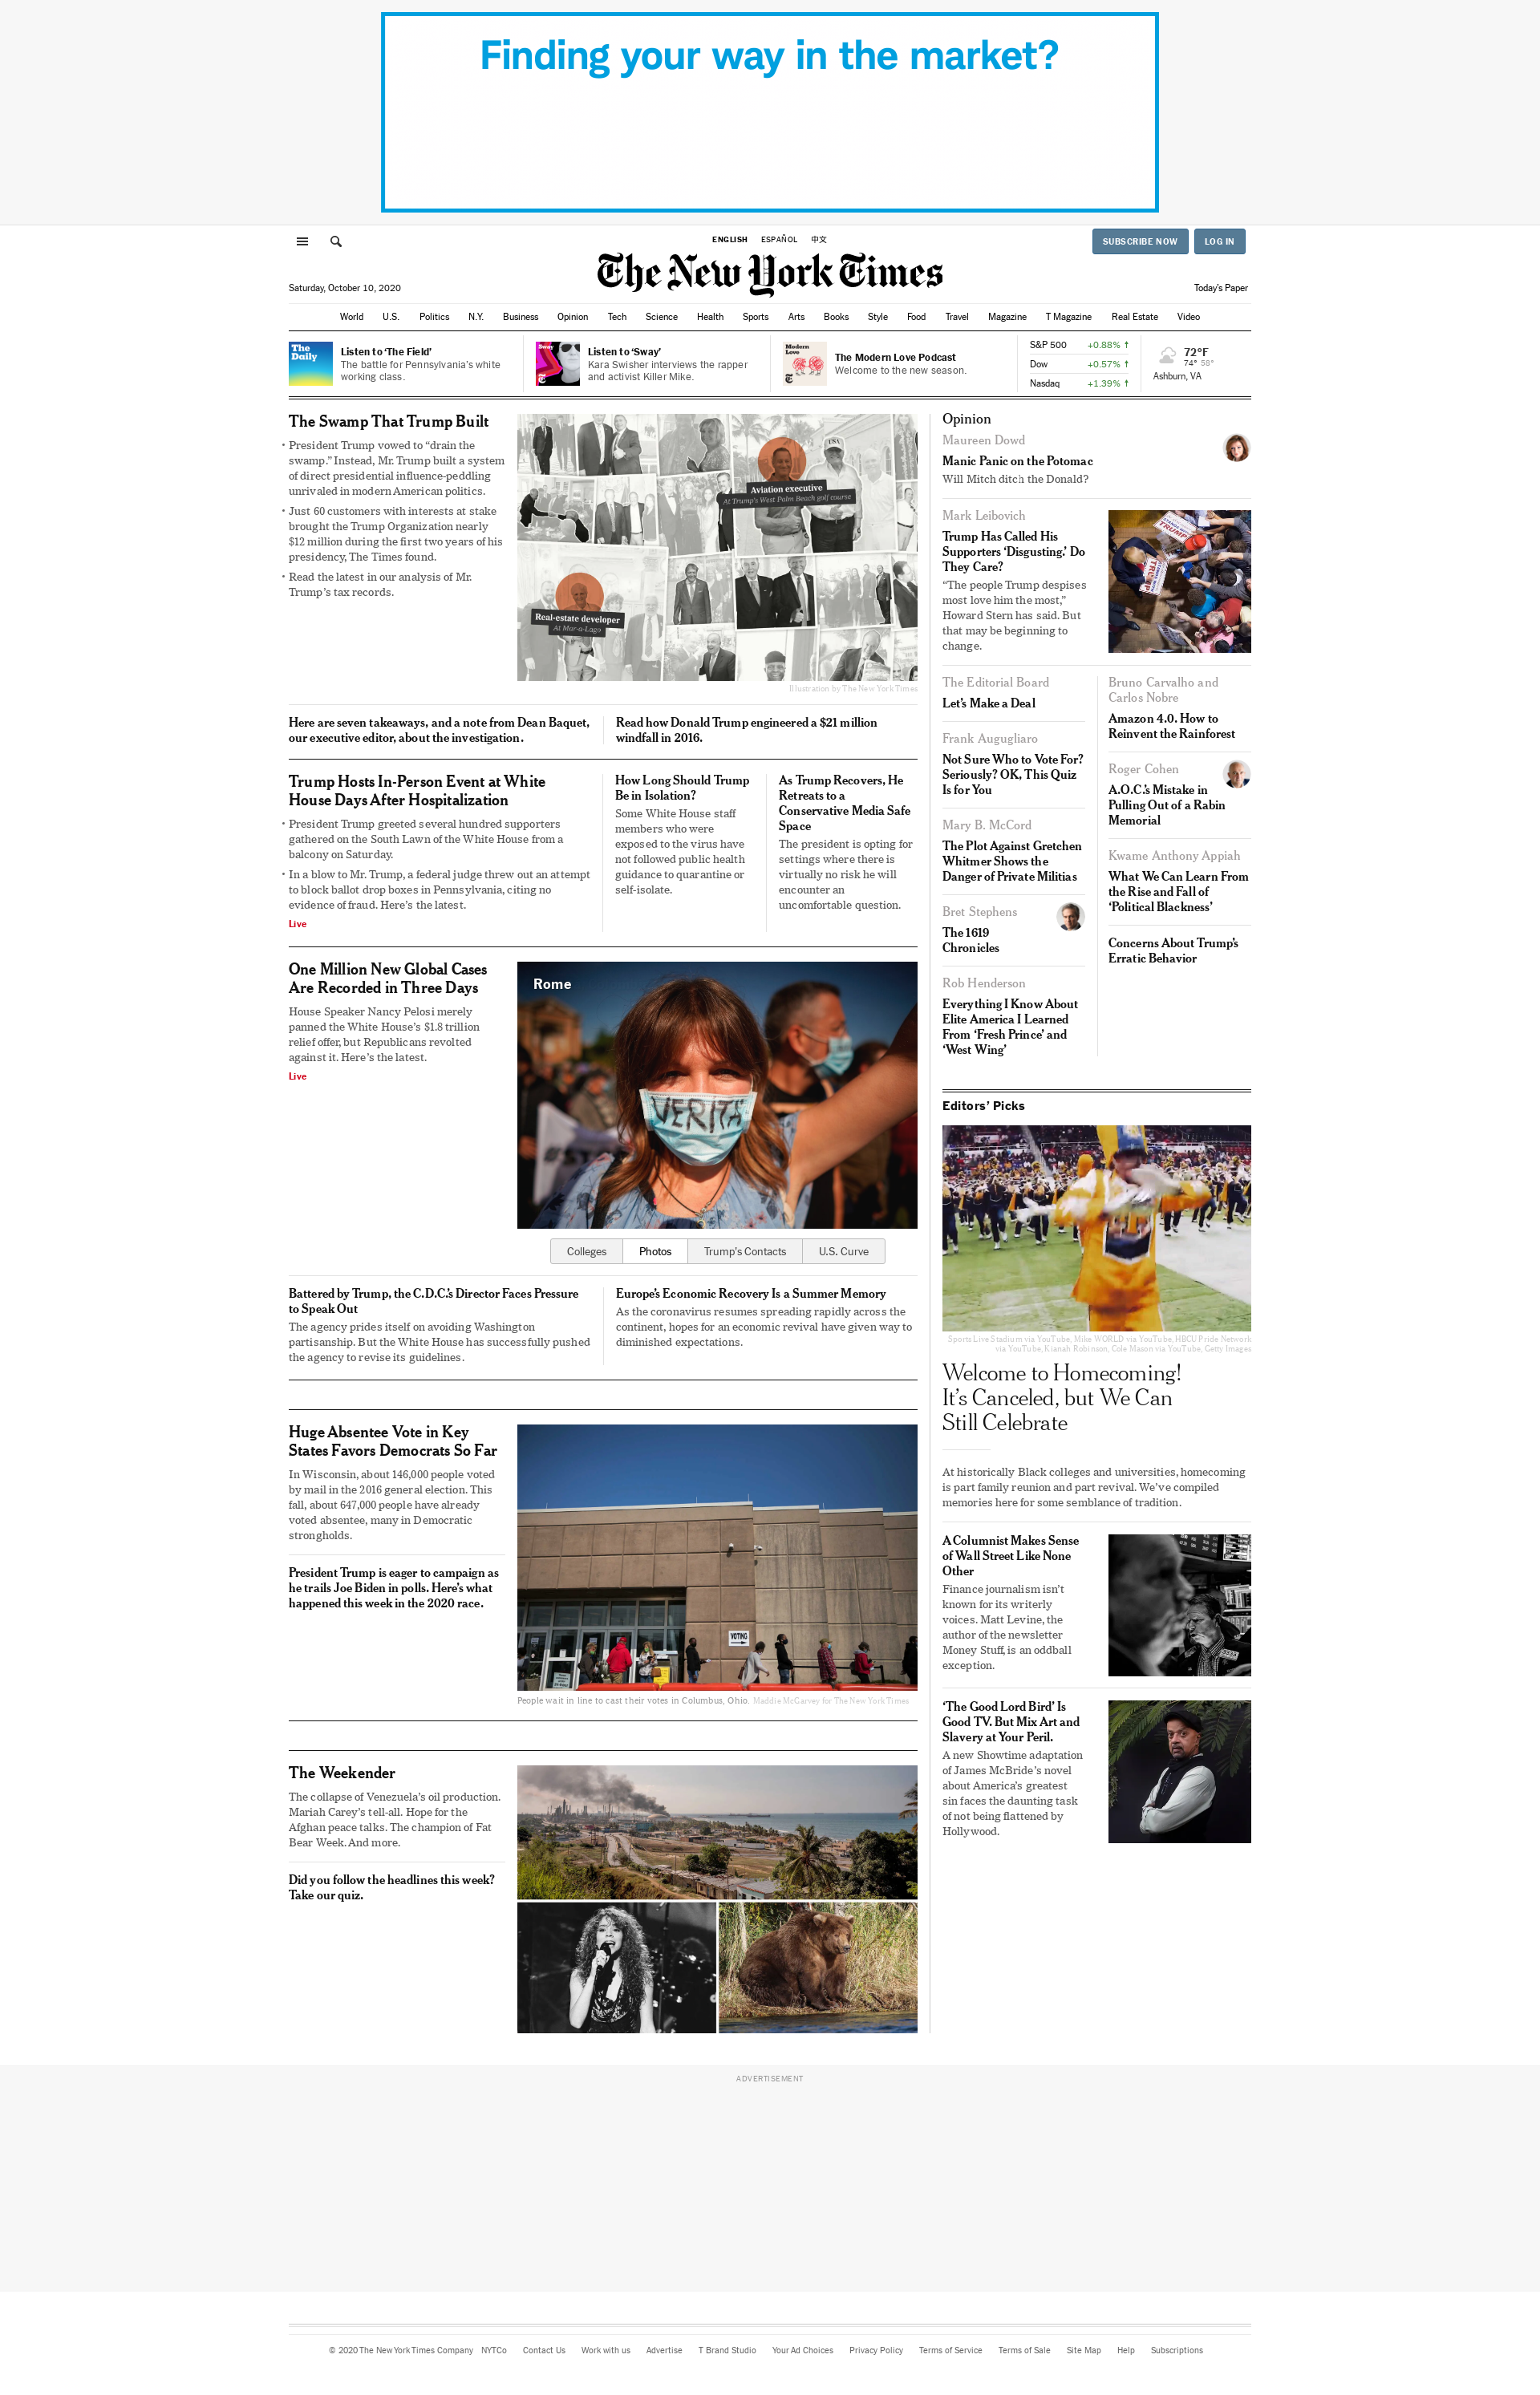 Finding your way in the market?
ENGLISH ESPAÑOL 中文
SUBSCRIBE NOW LOG IN
The New York Times
Saturday, October 10, 2020
Today's Paper
World U.S. Politics N.Y. Business Opinion Tech Science Health Sports Arts Books Style Food Travel Magazine T Magazine Real Estate Video
The
Daily
Listen to ‘The Field’
The battle for Pennsylvania’s white
working class.
Sway
Listen to ‘Sway’
Kara Swisher interviews the rapper
and activist Killer Mike.
Modern
Love
The Modern Love Podcast
Welcome to the new season.
S&P 500 +0.88% ↑
Dow +0.57% ↑
Nasdaq +1.39% ↑
72°F
74° 58°
Ashburn, VA
The Swamp That Trump Built
• President Trump vowed to “drain the
swamp.” Instead, Mr. Trump built a system
of direct presidential influence-peddling
unrivaled in modern American politics.
• Just 60 customers with interests at stake
brought the Trump Organization nearly
$12 million during the first two years of his
presidency, The Times found.
• Read the latest in our analysis of Mr.
Trump’s tax records.
USA
Aviation executive
At Trump's West Palm Beach golf course
Real-estate developer
At Mar-a-Lago
Illustration by The New York Times
Here are seven takeaways, and a note from Dean Baquet,
our executive editor, about the investigation.
Read how Donald Trump engineered a $21 million
windfall in 2016.
Trump Hosts In-Person Event at White
House Days After Hospitalization
• President Trump greeted several hundred supporters
gathered on the South Lawn of the White House from a
balcony on Saturday.
• In a blow to Mr. Trump, a federal judge threw out an attempt
to block ballot drop boxes in Pennsylvania, citing no
evidence of fraud. Here’s the latest.
Live
How Long Should Trump
Be in Isolation?
Some White House staff
members who were
exposed to the virus have
not followed public health
guidance to quarantine or
self-isolate.
As Trump Recovers, He
Retreats to a
Conservative Media Safe
Space
The president is opting for
settings where there is
virtually no risk he will
encounter an
uncomfortable question.
One Million New Global Cases
Are Recorded in Three Days
House Speaker Nancy Pelosi merely
panned the White House’s $1.8 trillion
relief offer, but Republicans revolted
against it. Here’s the latest.
Live
Rome
VERITÀ
Colleges Photos Trump’s Contacts U.S. Curve
Battered by Trump, the C.D.C.’s Director Faces Pressure
to Speak Out
The agency prides itself on avoiding Washington
partisanship. But the White House has successfully pushed
the agency to revise its guidelines.
Europe’s Economic Recovery Is a Summer Memory
As the coronavirus resumes spreading rapidly across the
continent, hopes for an economic revival have given way to
diminished expectations.
Huge Absentee Vote in Key
States Favors Democrats So Far
In Wisconsin, about 146,000 people voted
by mail in the 2016 general election. This
fall, about 647,000 people have already
voted absentee, many in Democratic
strongholds.
President Trump is eager to campaign as
he trails Joe Biden in polls. Here’s what
happened this week in the 2020 race.
VOTING
People wait in line to cast their votes in Columbus, Ohio. Maddie McGarvey for The New York Times
The Weekender
The collapse of Venezuela’s oil production.
Mariah Carey’s tell-all. Hope for the
Afghan peace talks. The champion of Fat
Bear Week. And more.
Did you follow the headlines this week?
Take our quiz.
Opinion
Maureen Dowd
Manic Panic on the Potomac
Will Mitch ditch the Donald?
Mark Leibovich
Trump Has Called His
Supporters ‘Disgusting.’ Do
They Care?
“The people Trump despises
most love him the most,”
Howard Stern has said. But
that may be beginning to
change.
TRUMP
The Editorial Board
Let’s Make a Deal
Frank Augugliaro
Not Sure Who to Vote For?
Seriously? OK, This Quiz
Is for You
Mary B. McCord
The Plot Against Gretchen
Whitmer Shows the
Danger of Private Militias
Bret Stephens
The 1619
Chronicles
Rob Henderson
Everything I Know About
Elite America I Learned
From ‘Fresh Prince’ and
‘West Wing’
Bruno Carvalho and
Carlos Nobre
Amazon 4.0. How to
Reinvent the Rainforest
Roger Cohen
A.O.C.’s Mistake in
Pulling Out of a Rabin
Memorial
Kwame Anthony Appiah
What We Can Learn From
the Rise and Fall of
‘Political Blackness’
Concerns About Trump’s
Erratic Behavior
Editors’ Picks
Sports Live Stadium via YouTube, Mike WORLD via YouTube, HBCU Pride Network
via YouTube, Kianah Robinson, Cole Mason via YouTube, Getty Images
Welcome to Homecoming!
It’s Canceled, but We Can
Still Celebrate
At historically Black colleges and universities, homecoming
is part family reunion and part revival. We’ve compiled
memories here for some semblance of tradition.
A Columnist Makes Sense
of Wall Street Like None
Other
Finance journalism isn’t
known for its writerly
voices. Matt Levine, the
author of the newsletter
Money Stuff, is an oddball
exception.
‘The Good Lord Bird’ Is
Good TV. But Mix Art and
Slavery at Your Peril.
A new Showtime adaptation
of James McBride’s novel
about America’s greatest
sin faces the daunting task
of not being flattened by
Hollywood.
ADVERTISEMENT
© 2020 The New York Times Company NYTCo Contact Us Work with us Advertise T Brand Studio Your Ad Choices Privacy Policy Terms of Service Terms of Sale Site Map Help Subscriptions